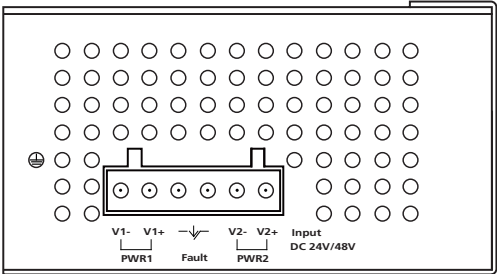 V1- V1+ V2- V2+ Input
DC 24V/48V
PWR1 Fault PWR2